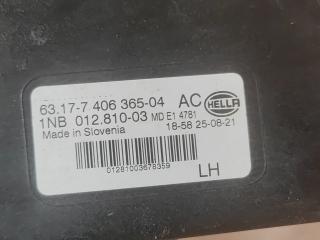 63.17-7 406 365-04 AC HELLA
1NB 012.810-03 MD E1 4781
Made in Slovenia 18-58 25-08-21
01281003678359
LH